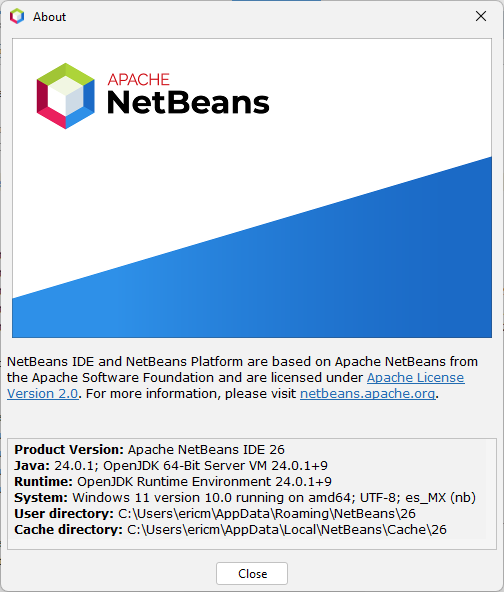 About
APACHE
NetBeans
NetBeans IDE and NetBeans Platform are based on Apache NetBeans from
the Apache Software Foundation and are licensed under Apache License
Version 2.0. For more information, please visit netbeans.apache.org.
Product Version: Apache NetBeans IDE 26
Java: 24.0.1; OpenJDK 64-Bit Server VM 24.0.1+9
Runtime: OpenJDK Runtime Environment 24.0.1+9
System: Windows 11 version 10.0 running on amd64; UTF-8; es_MX (nb)
User directory: C:\Users\ericm\AppData\Roaming\NetBeans\26
Cache directory: C:\Users\ericm\AppData\Local\NetBeans\Cache\26
Close